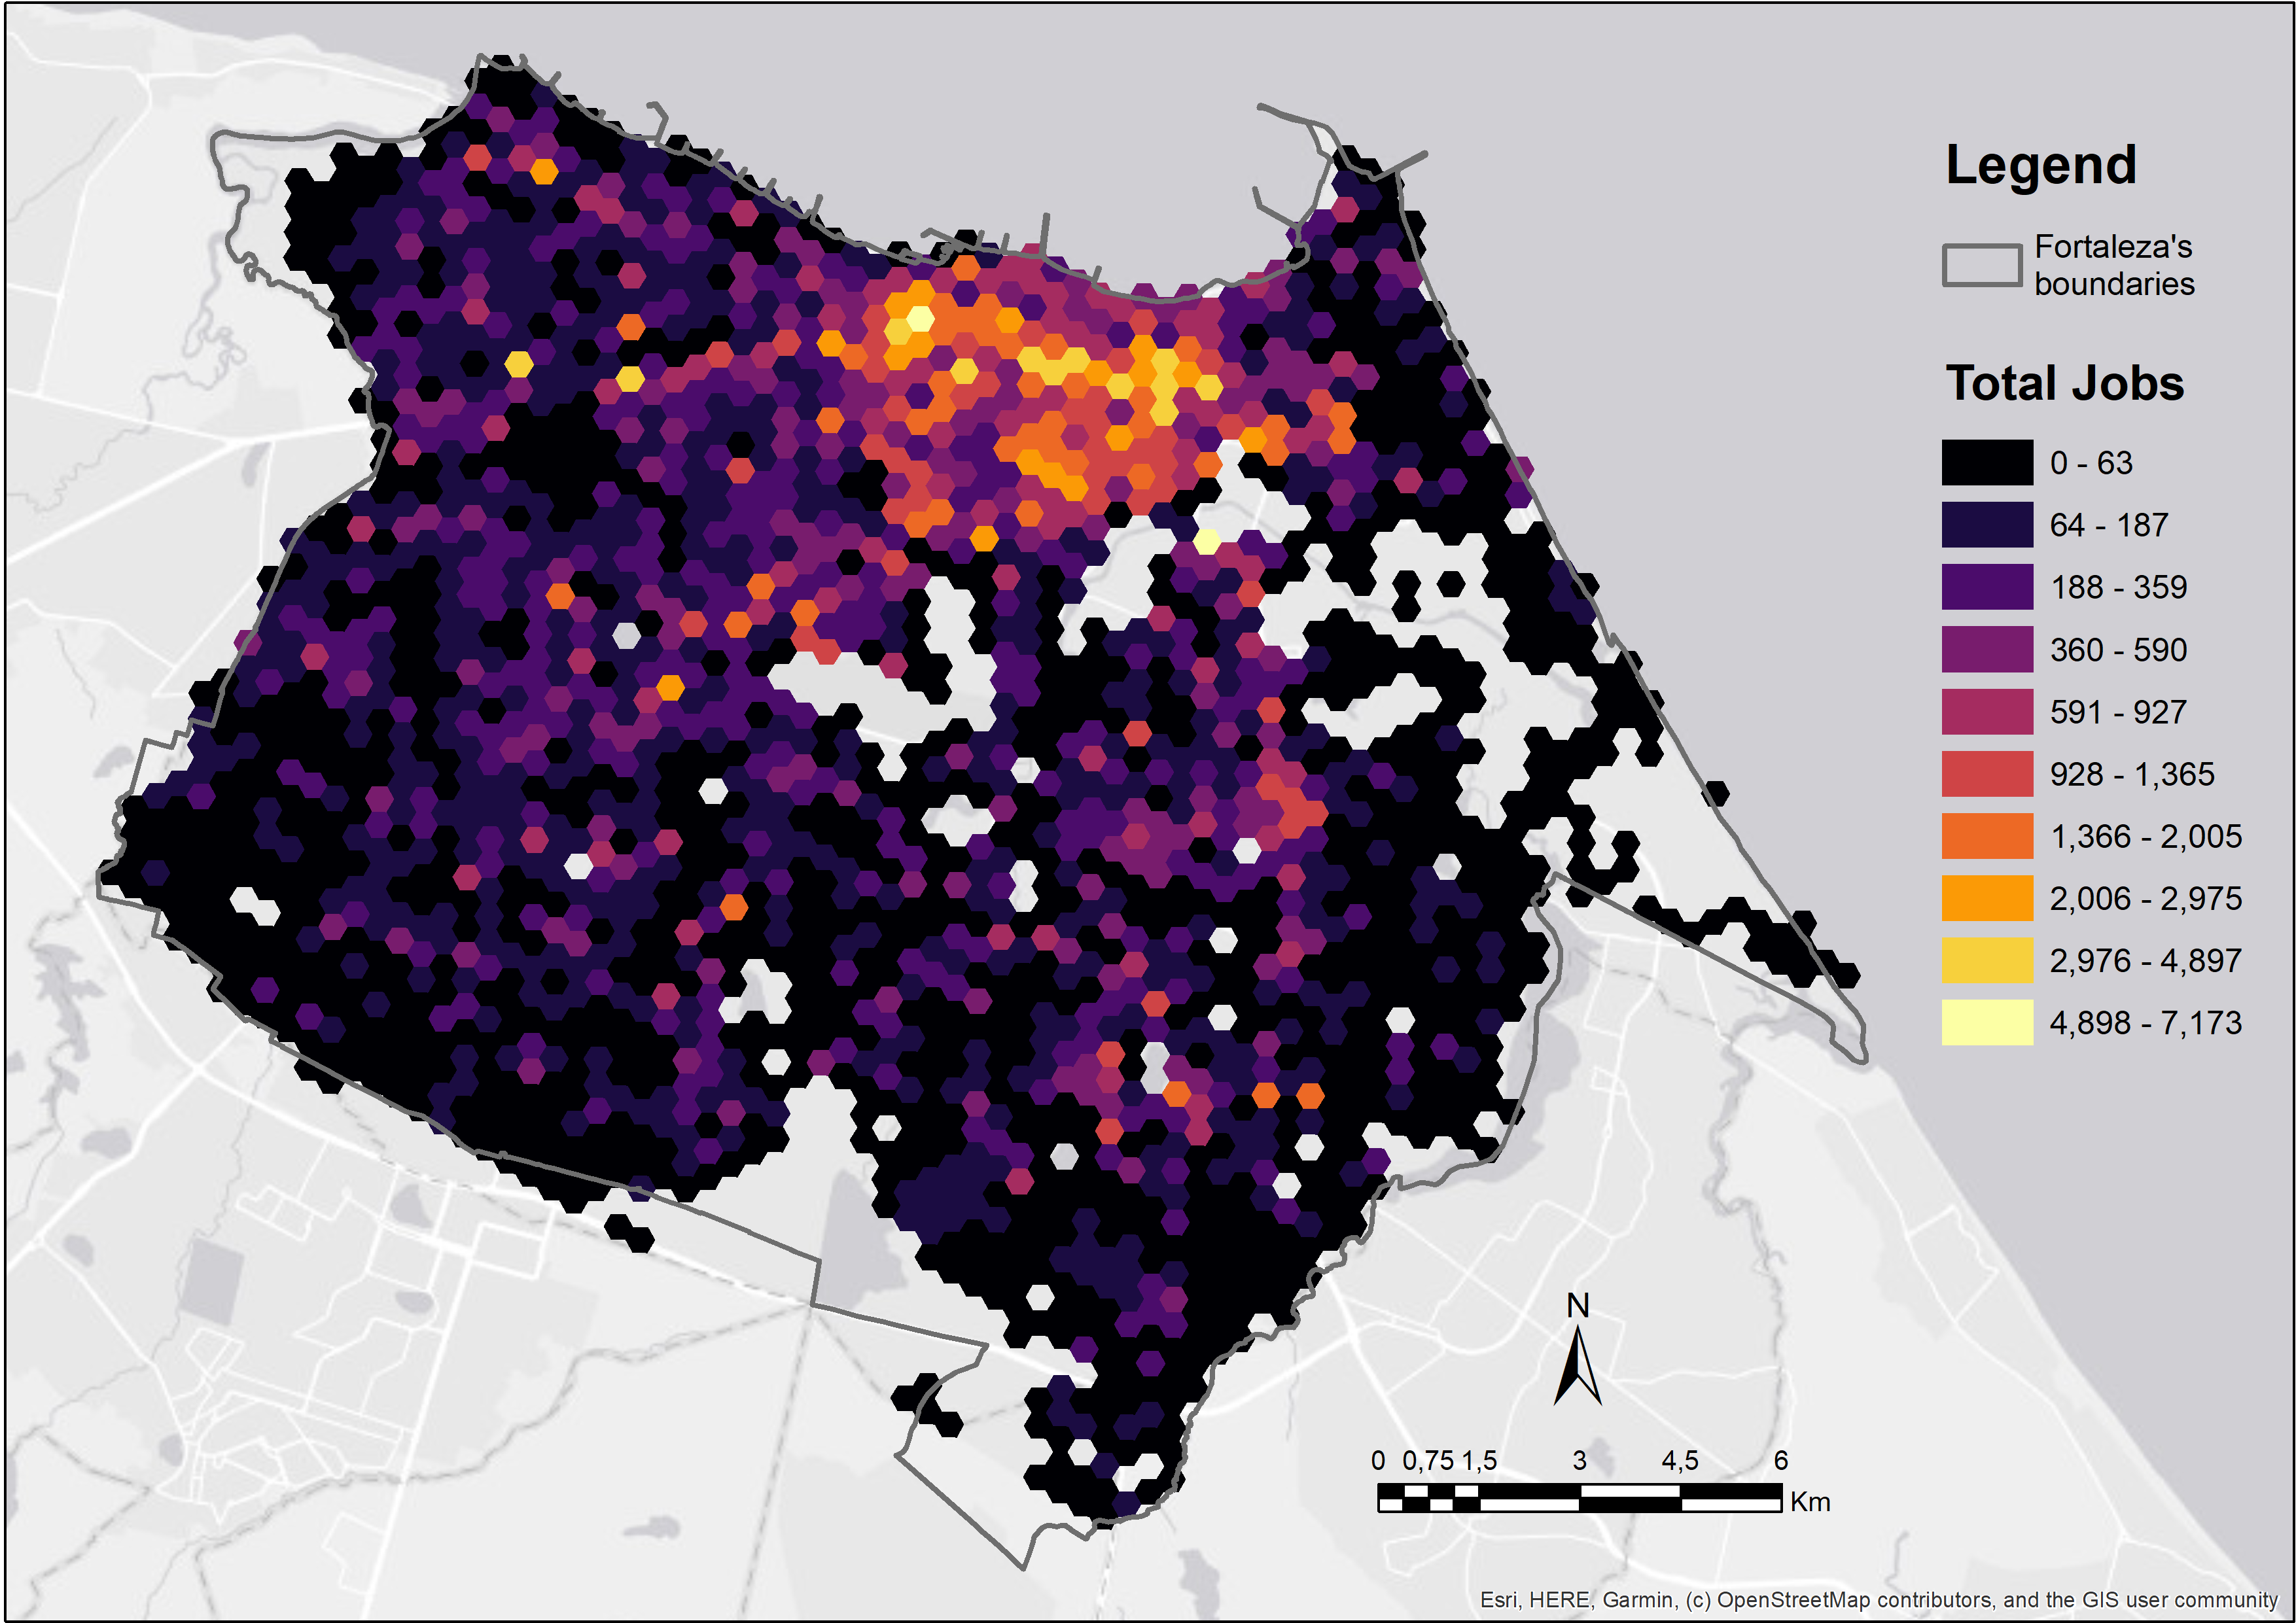 Legend
Fortaleza's
boundaries
Total Jobs
0 - 63
64 - 187
188 - 359
360 - 590
591 - 927
928 - 1,365
1,366 - 2,005
2,006 - 2,975
2,976 - 4,897
4,898 - 7,173
N
0 0,75 1,5 3 4,5 6
Km
Esri, HERE, Garmin, (c) OpenStreetMap contributors, and the GIS user community